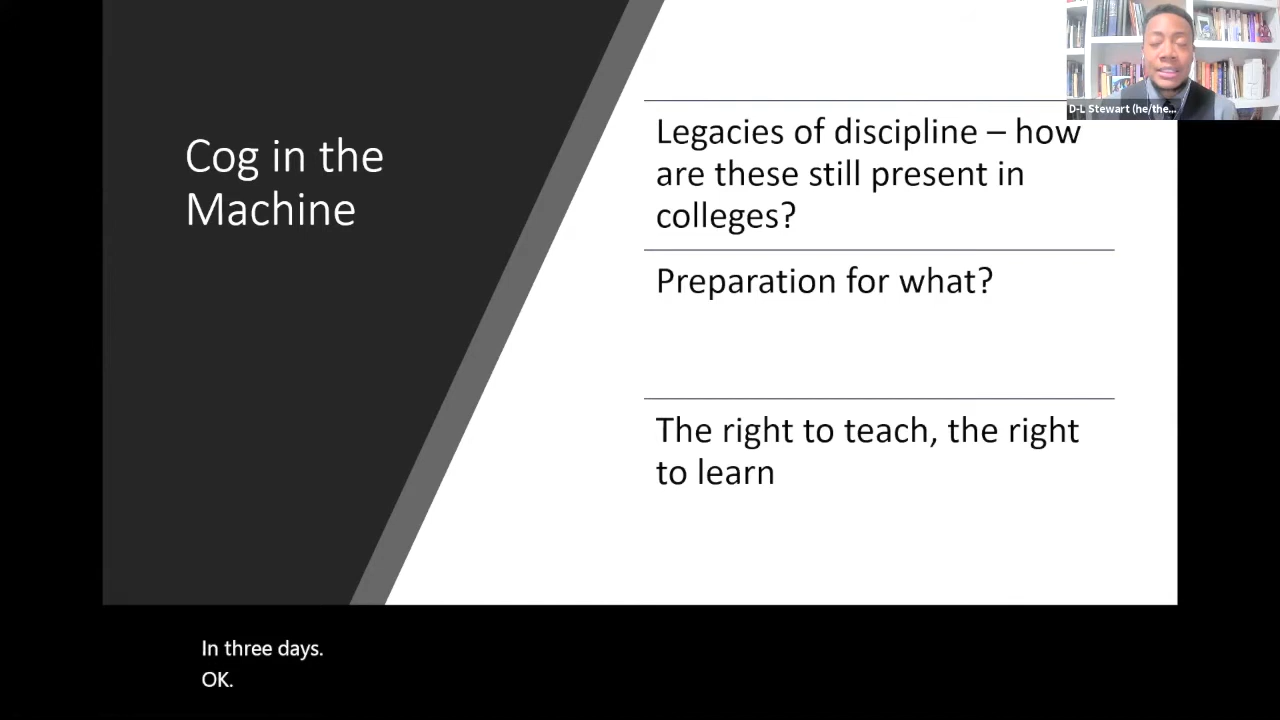 Cog in the
Machine
D-L Stewart (he/the...
Legacies of discipline – how
are these still present in
colleges?
Preparation for what?
The right to teach, the right
to learn
In three days.
OK.